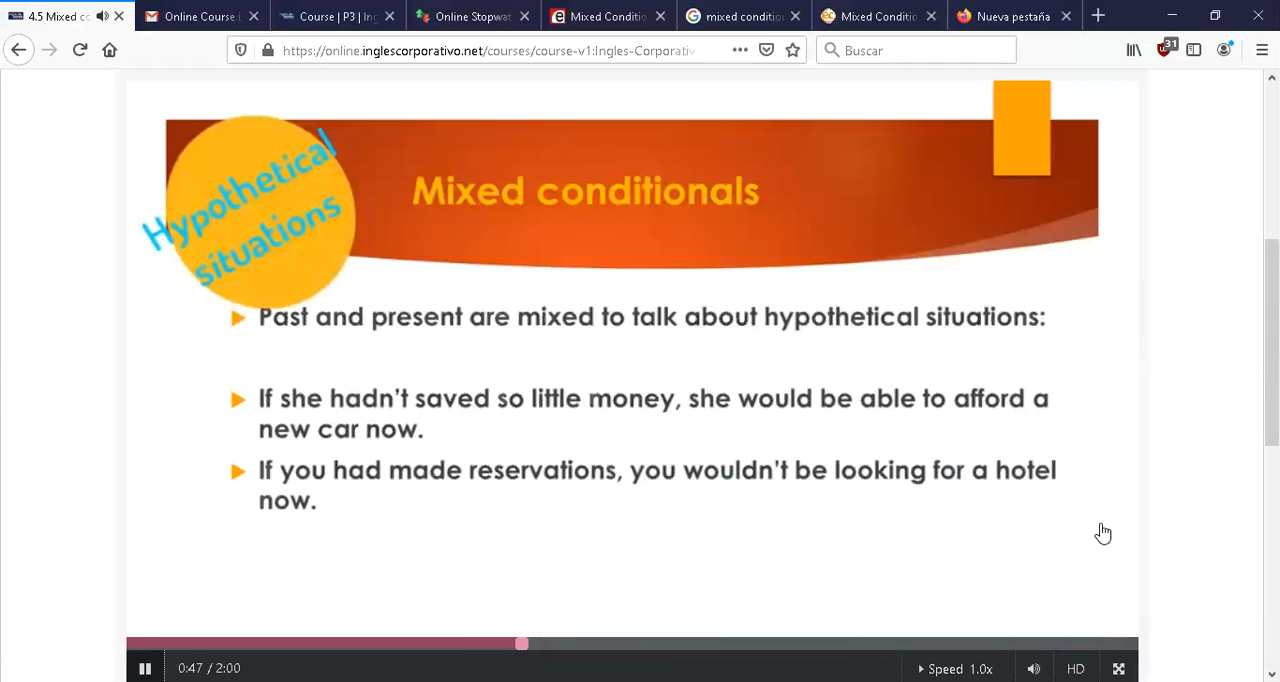 4.5 Mixed co
Online Course L
Course | P3 | Ing
Online Stopwat
Mixed Conditio
mixed condition
Mixed Conditio
Nueva pestaña
https://online.inglescorporativo.net/courses/course-v1:Ingles-Corporativ
Buscar
31
Hypothetical
situations
Mixed conditionals
Past and present are mixed to talk about hypothetical situations:
If she hadn't saved so little money, she would be able to afford a
new car now.
If you had made reservations, you wouldn't be looking for a hotel
now.
0:47 / 2:00
Speed 1.0x
HD